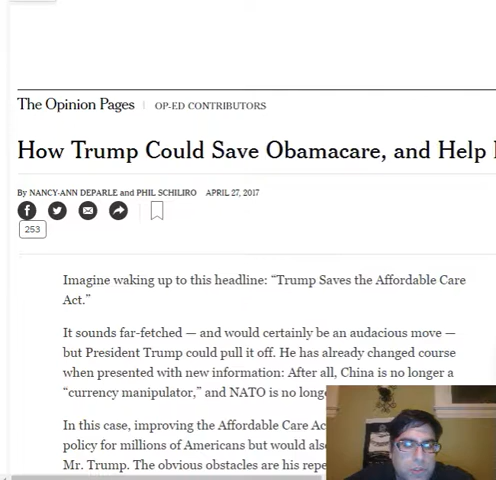 The Opinion Pages | OP-ED CONTRIBUTORS
How Trump Could Save Obamacare, and Help
By NANCY-ANN DEPARLE and PHIL SCHILIRO APRIL 27, 2017
253
Imagine waking up to this headline: “Trump Saves the Affordable Care
Act.”
It sounds far-fetched — and would certainly be an audacious move —
but President Trump could pull it off. He has already changed course
when presented with new information: After all, China is no longer a
“currency manipulator,” and NATO is no
In this case, improving the Affordable Care
policy for millions of Americans but would
Mr. Trump. The obvious obstacles are his